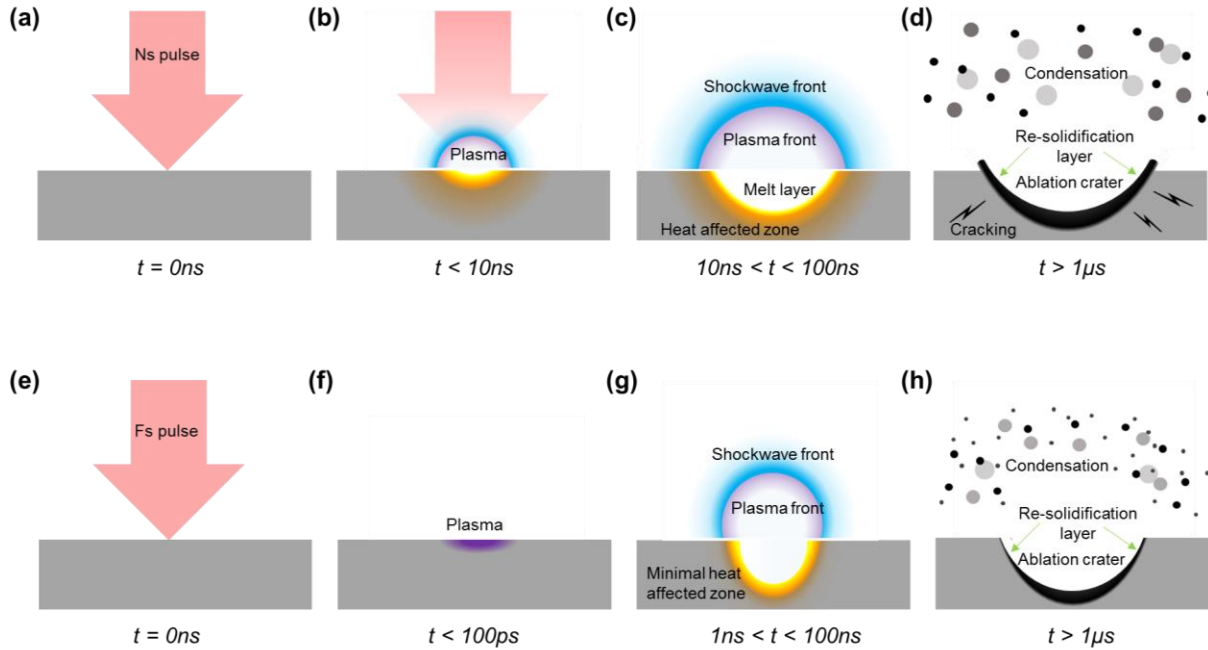 (a)
Ns pulse
t = 0ns
(b)
Plasma
t < 10ns
(c)
Shockwave front
Plasma front
Melt layer
Heat affected zone
10ns < t < 100ns
(d)
Condensation
Re-solidification
layer
Ablation crater
Cracking
t > 1µs
(e)
Fs pulse
t = 0ns
(f)
Plasma
t < 100ps
(g)
Shockwave front
Plasma front
Minimal heat
affected zone
1ns < t < 100ns
(h)
Condensation
Re-solidification
layer
Ablation crater
t > 1µs